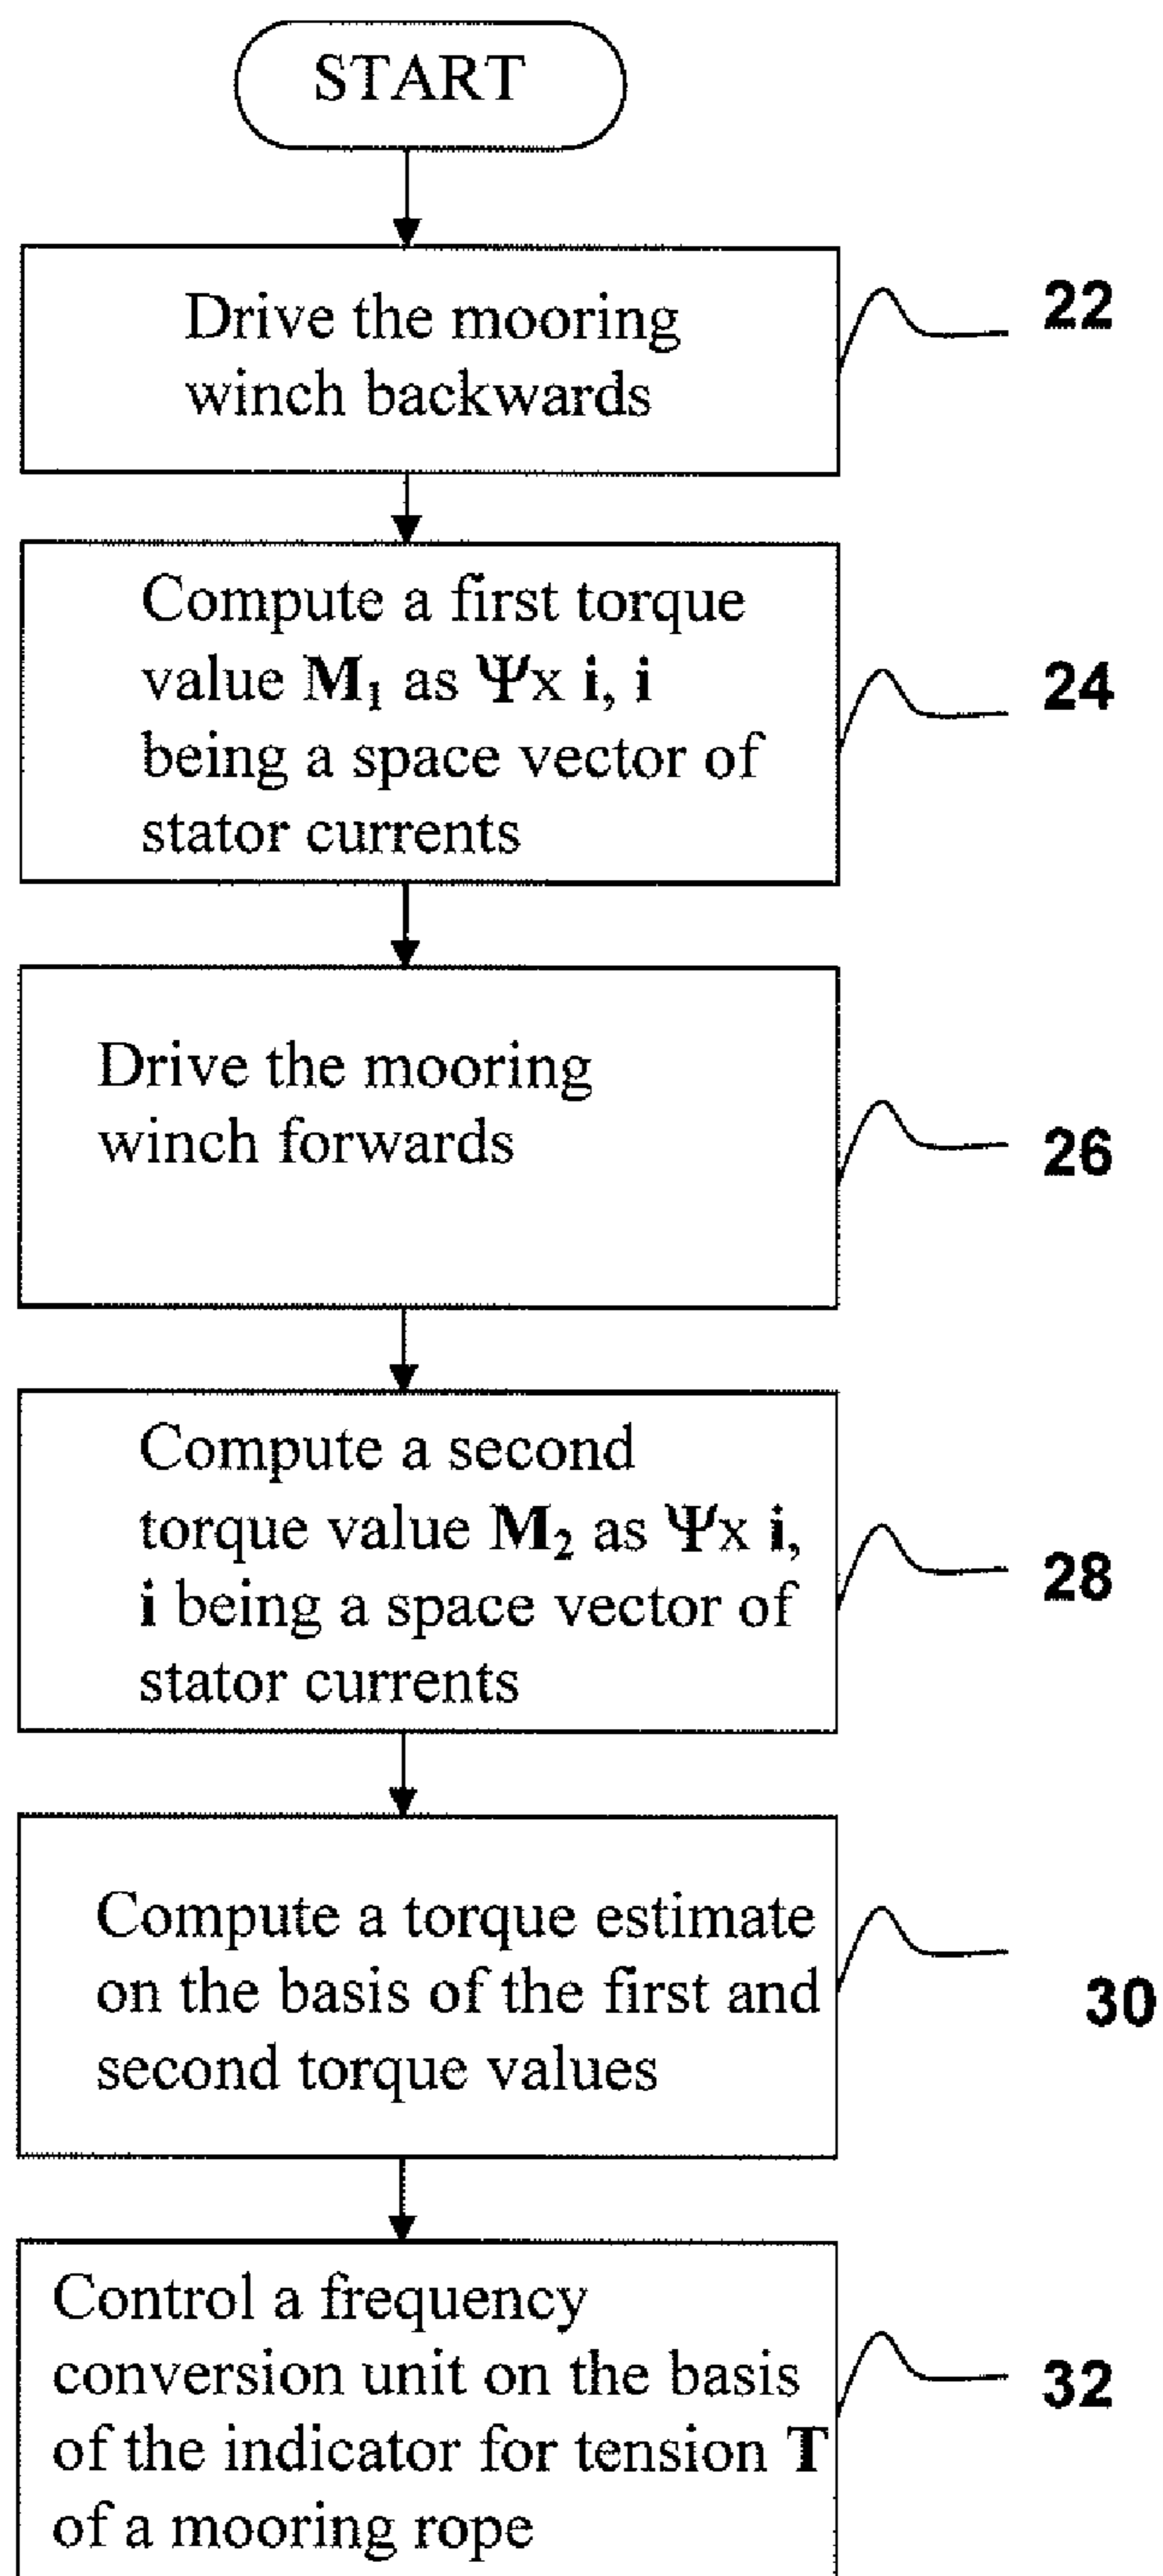 START
Drive the mooring
winch backwards
22
Compute a first torque
value M₁ as Ψx i, i
being a space vector of
stator currents
24
Drive the mooring
winch forwards
26
Compute a second
torque value M₂ as Ψx i,
i being a space vector of
stator currents
28
Compute a torque estimate
on the basis of the first and
second torque values
30
Control a frequency
conversion unit on the basis
of the indicator for tension T
of a mooring rope
32